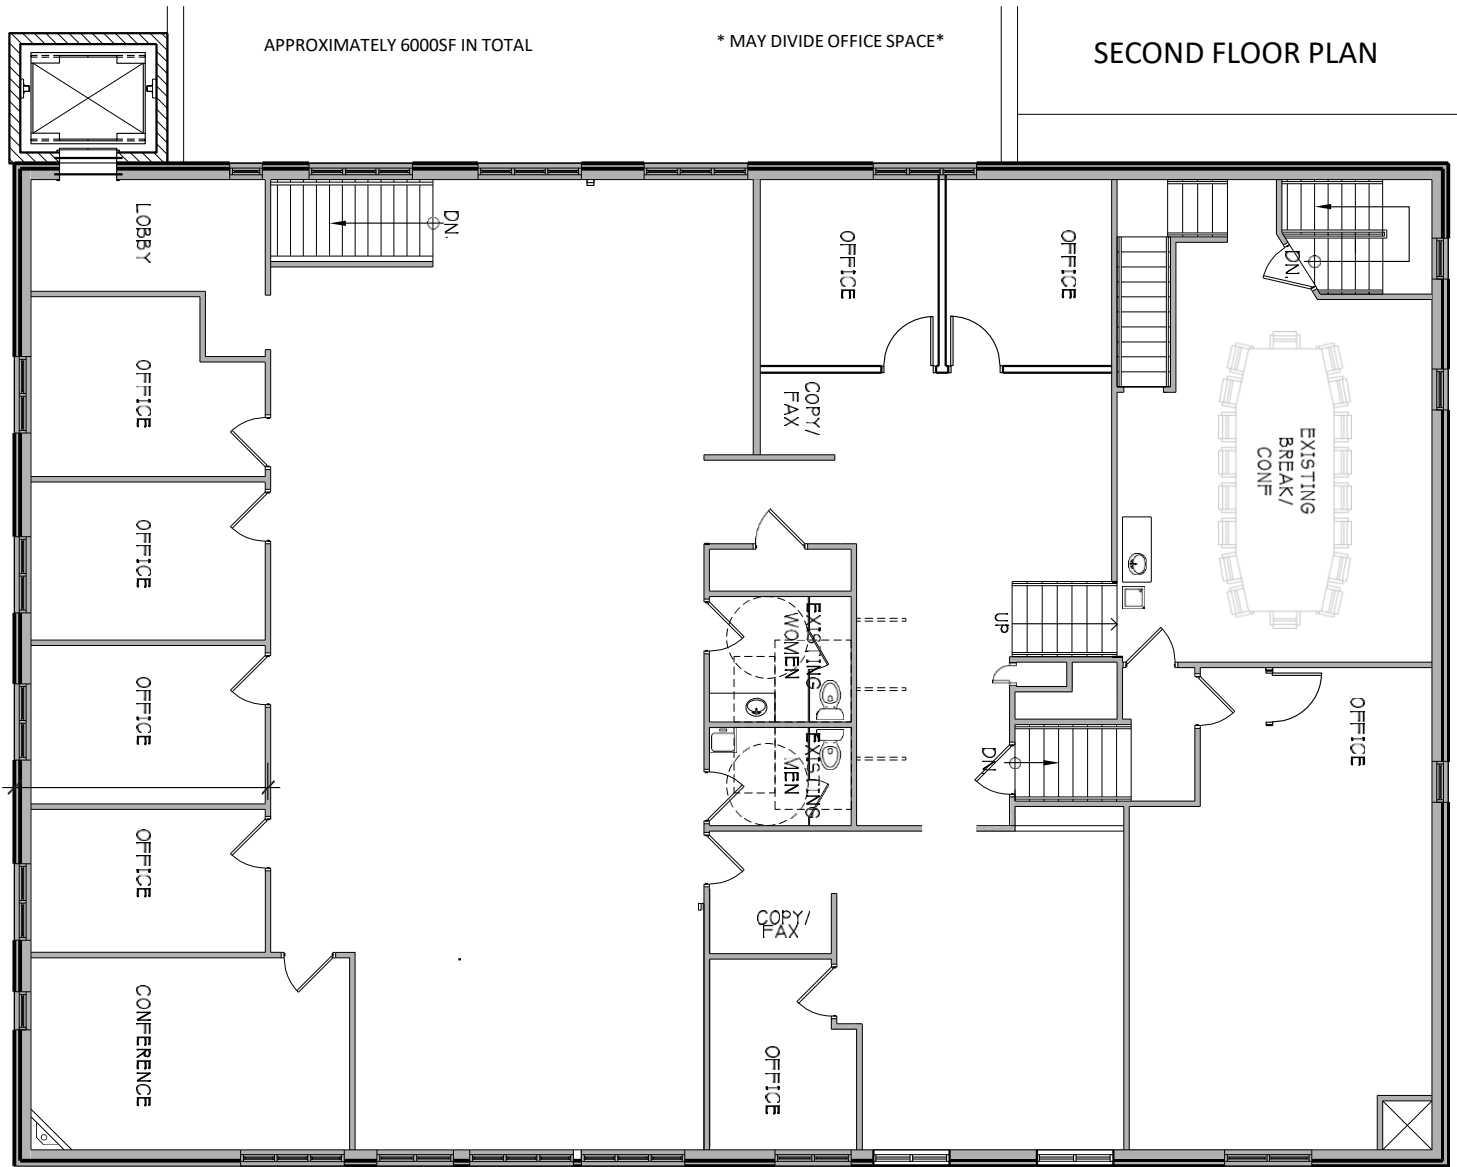 APPROXIMATELY 6000SF IN TOTAL
* MAY DIVIDE OFFICE SPACE*
SECOND FLOOR PLAN
LOBBY
DN.
OFFICE
OFFICE
DN.
OFFICE
COPY/
FAX
EXISTING
BREAK/
CONF
OFFICE
UP
EXISTING
WOMEN
OFFICE
OFFICE
EXISTING
MEN
DN.
OFFICE
COPY/
FAX
CONFERENCE
OFFICE